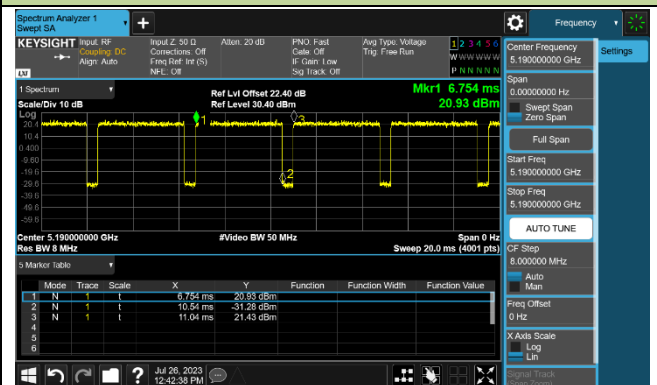 Spectrum Analyzer 1
Swept SA
+
Frequency
KEYSIGHT Input: RF
Coupling: DC
Align: Auto
LXI
Input Z: 50 Ω
Corrections: Off
Freq Ref: Int (S)
NFE: Off
Atten: 20 dB
PNO: Fast
Gate: Off
IF Gain: Low
Sig Track: Off
Avg Type: Voltage
Trig: Free Run
1 2 3 4 5 6
W W W W W W
P N N N N N
1 Spectrum
Scale/Div 10 dB
Log
Ref Lvl Offset 22.40 dB
Ref Level 30.40 dBm
Mkr1 6.754 ms
20.93 dBm
20.4
10.4
0.400
-9.60
-19.6
-29.6
-39.6
-49.6
-59.6
1
2
3
Center 5.190000000 GHz
Res BW 8 MHz
#Video BW 50 MHz
Span 0 Hz
Sweep 20.0 ms (4001 pts)
5 Marker Table
Mode Trace Scale X Y Function Function Width Function Value
1 N 1 t 6.754 ms 20.93 dBm
2 N 1 t 10.54 ms -31.28 dBm
3 N 1 t 11.04 ms 21.43 dBm
4
5
6
Jul 26, 2023
12:42:38 PM
Center Frequency
5.190000000 GHz
Settings
Span
0.00000000 Hz
Swept Span
Zero Span
Full Span
Start Freq
5.190000000 GHz
Stop Freq
5.190000000 GHz
AUTO TUNE
CF Step
8.000000 MHz
Auto
Man
Freq Offset
0 Hz
X Axis Scale
Log
Lin
Signal Track
(Span Zoom)